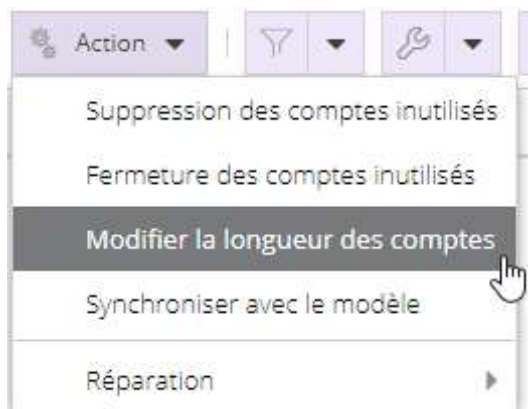 Action
Suppression des comptes inutilisés
Fermeture des comptes inutilisés
Modifier la longueur des comptes
Synchroniser avec le modèle
Réparation